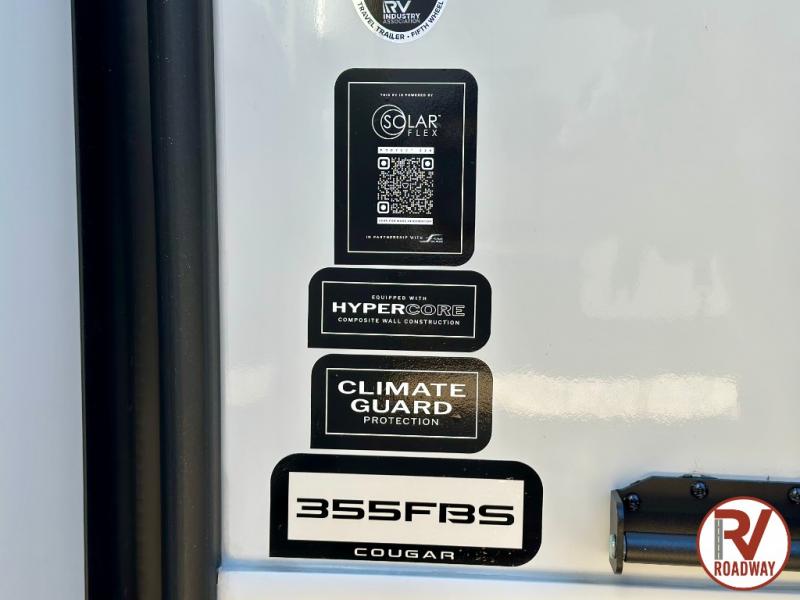 RV
INDUSTRY
ASSOCIATION
TRAVEL TRAILER • FIFTH WHEEL
THIS RV IS POWERED BY
SOLAR
FLEX
PROTECT
IN PARTNERSHIP WITH
EQUIPPED WITH
HYPERCORE
COMPOSITE WALL CONSTRUCTION
CLIMATE
GUARD
PROTECTION
355FBS
COUGAR
RV
ROADWAY